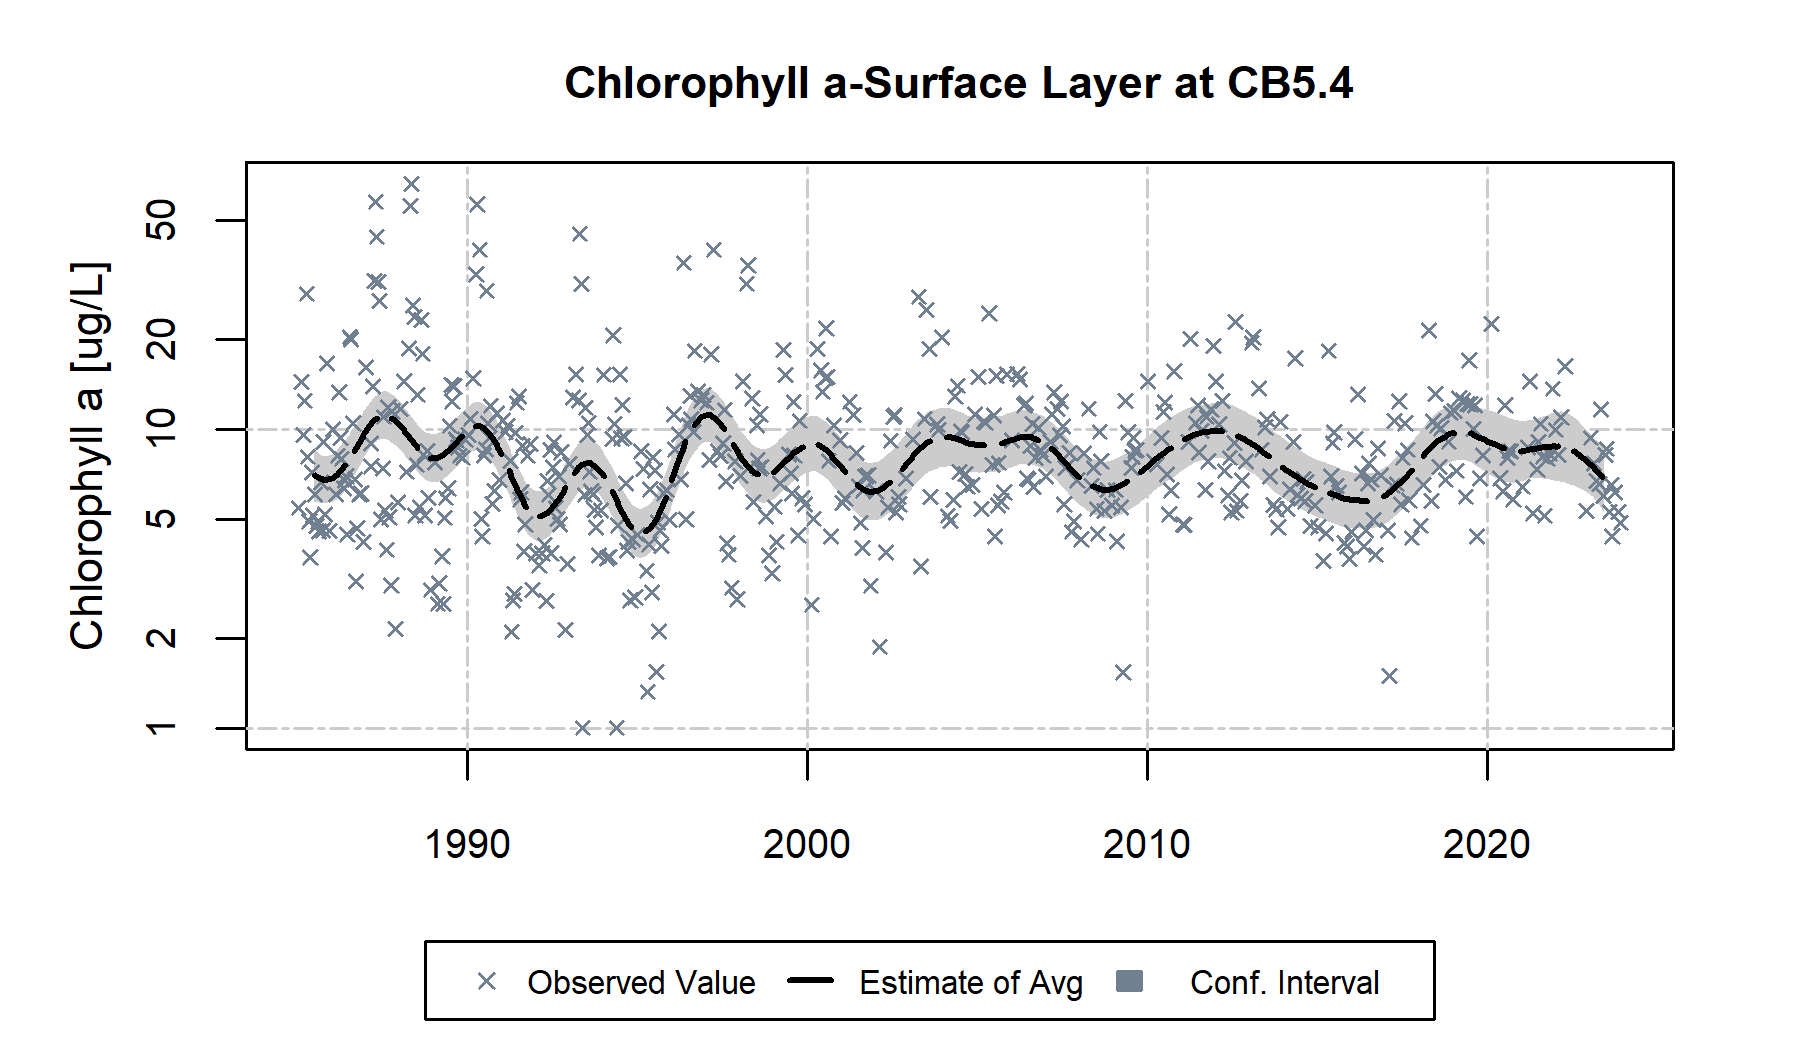 Chlorophyll a-Surface Layer at CB5.4
Chlorophyll a [ug/L]
50
20
10
5
2
1
1990 2000 2010 2020
Observed Value Estimate of Avg Conf. Interval